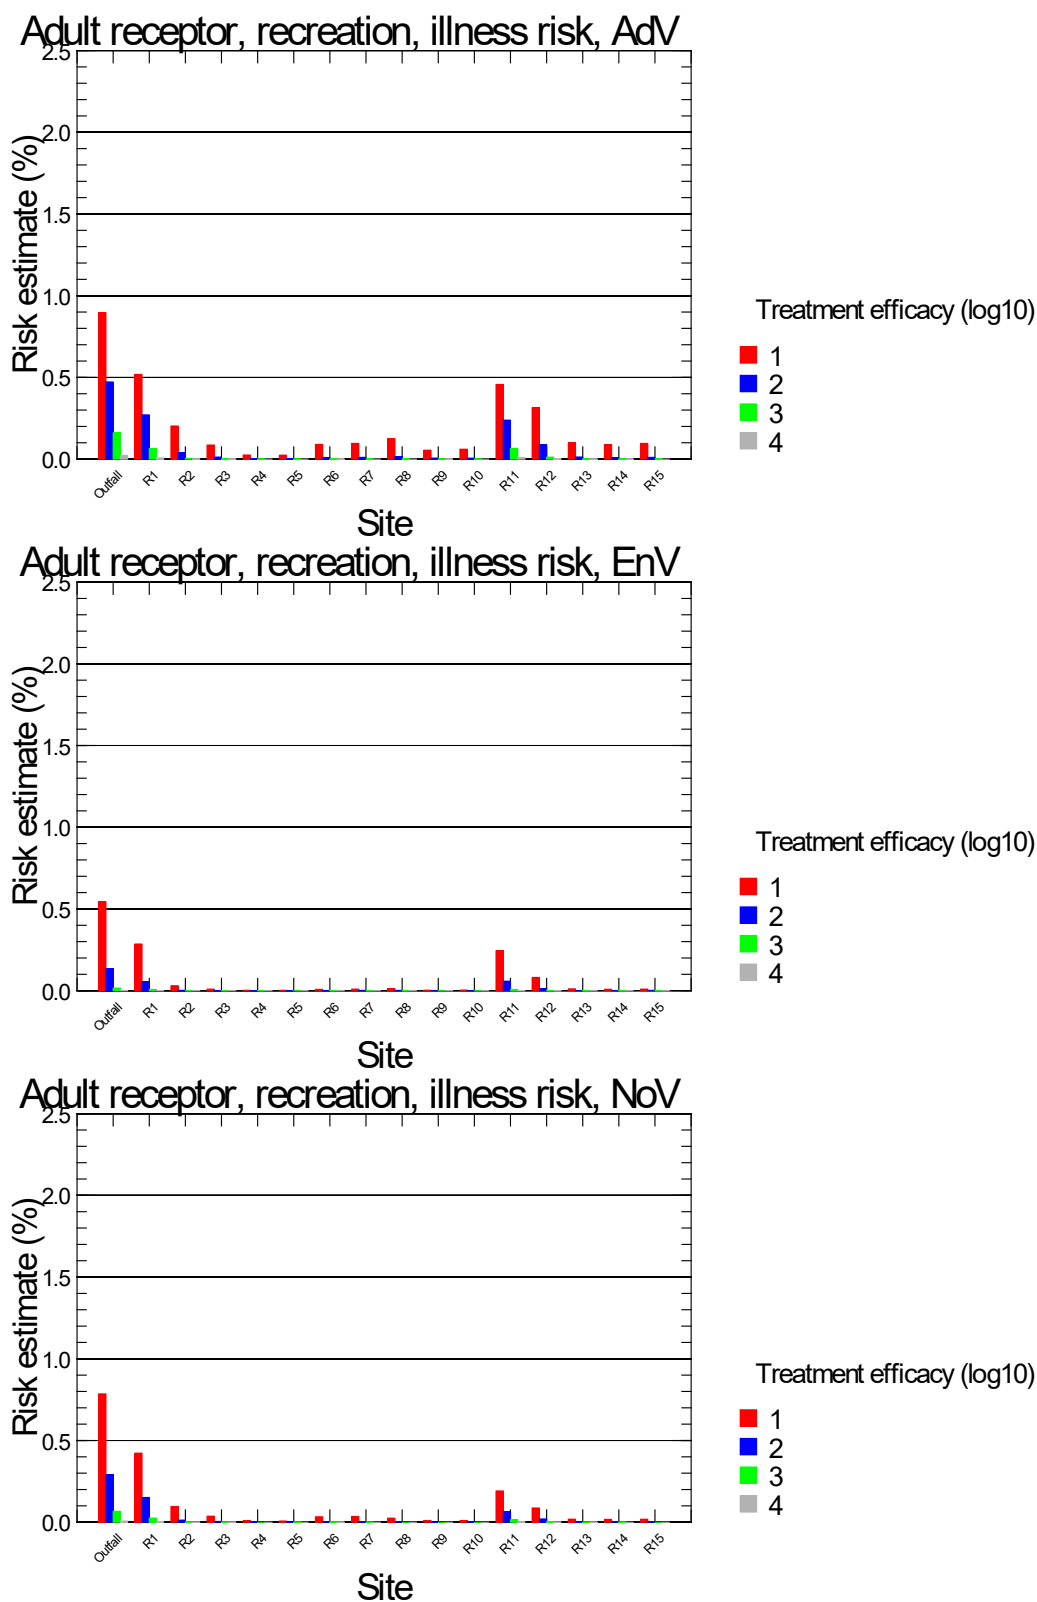 Adult receptor, recreation, illness risk, AdV
2.5
2.0
1.5
1.0
0.5
0.0
Risk estimate (%)
Outfall R1 R2 R3 R4 R5 R6 R7 R8 R9 R10 R11 R12 R13 R14 R15
Site
Treatment efficacy (log10)
1
2
3
4
Adult receptor, recreation, illness risk, EnV
2.5
2.0
1.5
1.0
0.5
0.0
Risk estimate (%)
Outfall R1 R2 R3 R4 R5 R6 R7 R8 R9 R10 R11 R12 R13 R14 R15
Site
Treatment efficacy (log10)
1
2
3
4
Adult receptor, recreation, illness risk, NoV
2.5
2.0
1.5
1.0
0.5
0.0
Risk estimate (%)
Outfall R1 R2 R3 R4 R5 R6 R7 R8 R9 R10 R11 R12 R13 R14 R15
Site
Treatment efficacy (log10)
1
2
3
4